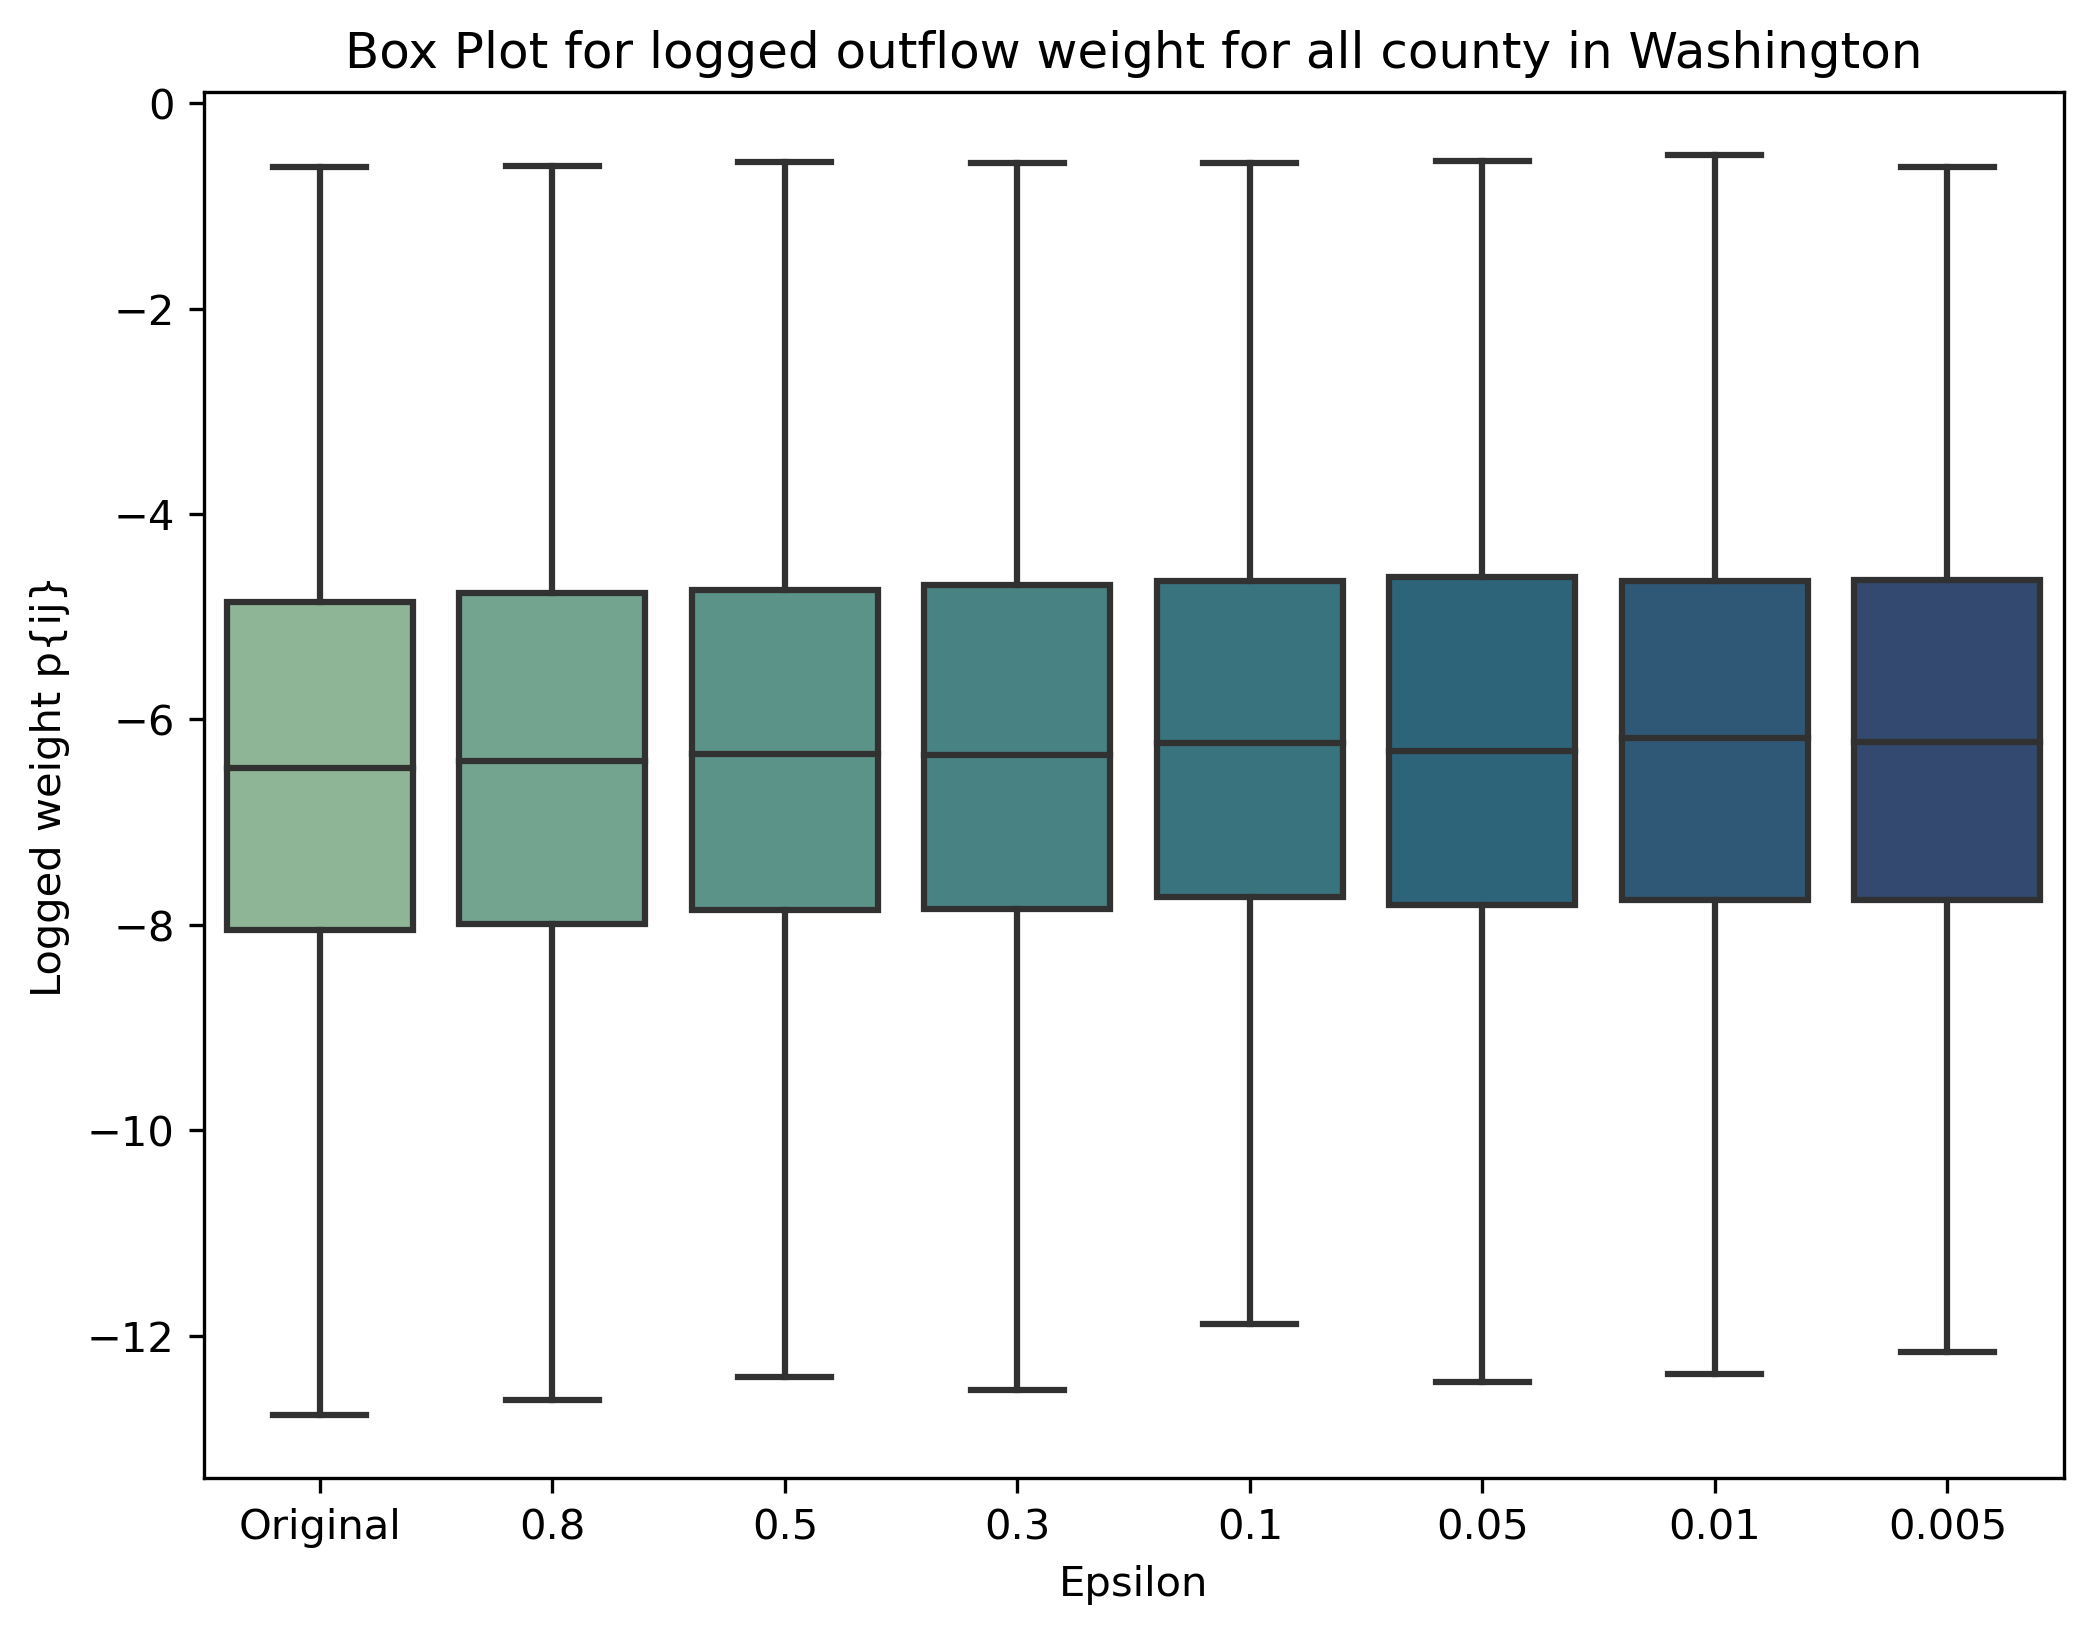 Box Plot for logged outflow weight for all county in Washington
Logged weight p{ij}
0
−2
−4
−6
−8
−10
−12
Original 0.8 0.5 0.3 0.1 0.05 0.01 0.005
Epsilon